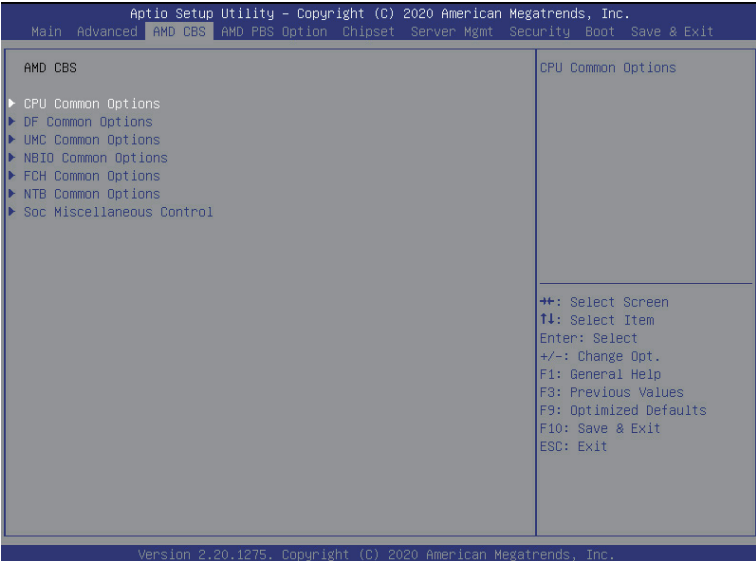 Aptio Setup Utility – Copyright (C) 2020 American Megatrends, Inc.
Main Advanced AMD CBS AMD PBS Option Chipset Server Mgmt Security Boot Save & Exit
AMD CBS
CPU Common Options
DF Common Options
UMC Common Options
NBIO Common Options
FCH Common Options
NTB Common Options
Soc Miscellaneous Control
CPU Common Options
→←: Select Screen
↑↓: Select Item
Enter: Select
+/-: Change Opt.
F1: General Help
F3: Previous Values
F9: Optimized Defaults
F10: Save & Exit
ESC: Exit
Version 2.20.1275. Copyright (C) 2020 American Megatrends, Inc.